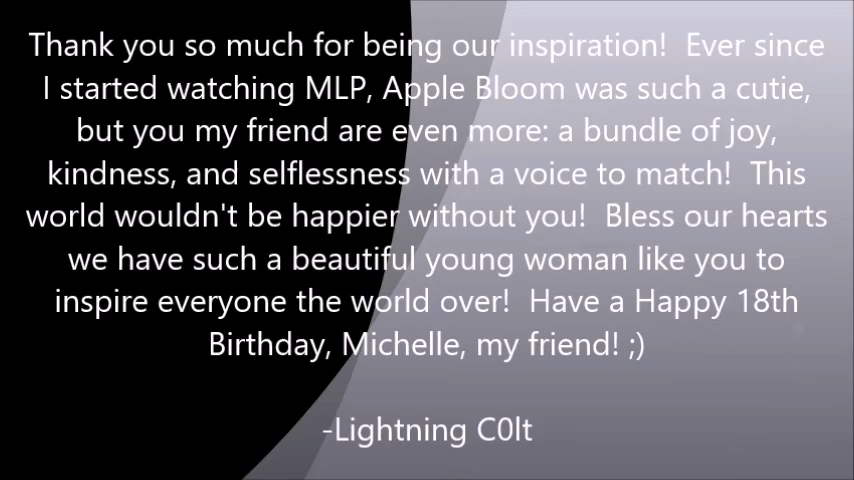 Thank you so much for being our inspiration!  Ever since
I started watching MLP, Apple Bloom was such a cutie,
but you my friend are even more: a bundle of joy,
kindness, and selflessness with a voice to match!  This
world wouldn't be happier without you!  Bless our hearts
we have such a beautiful young woman like you to
inspire everyone the world over!  Have a Happy 18th
Birthday, Michelle, my friend! ;)
-Lightning C0lt